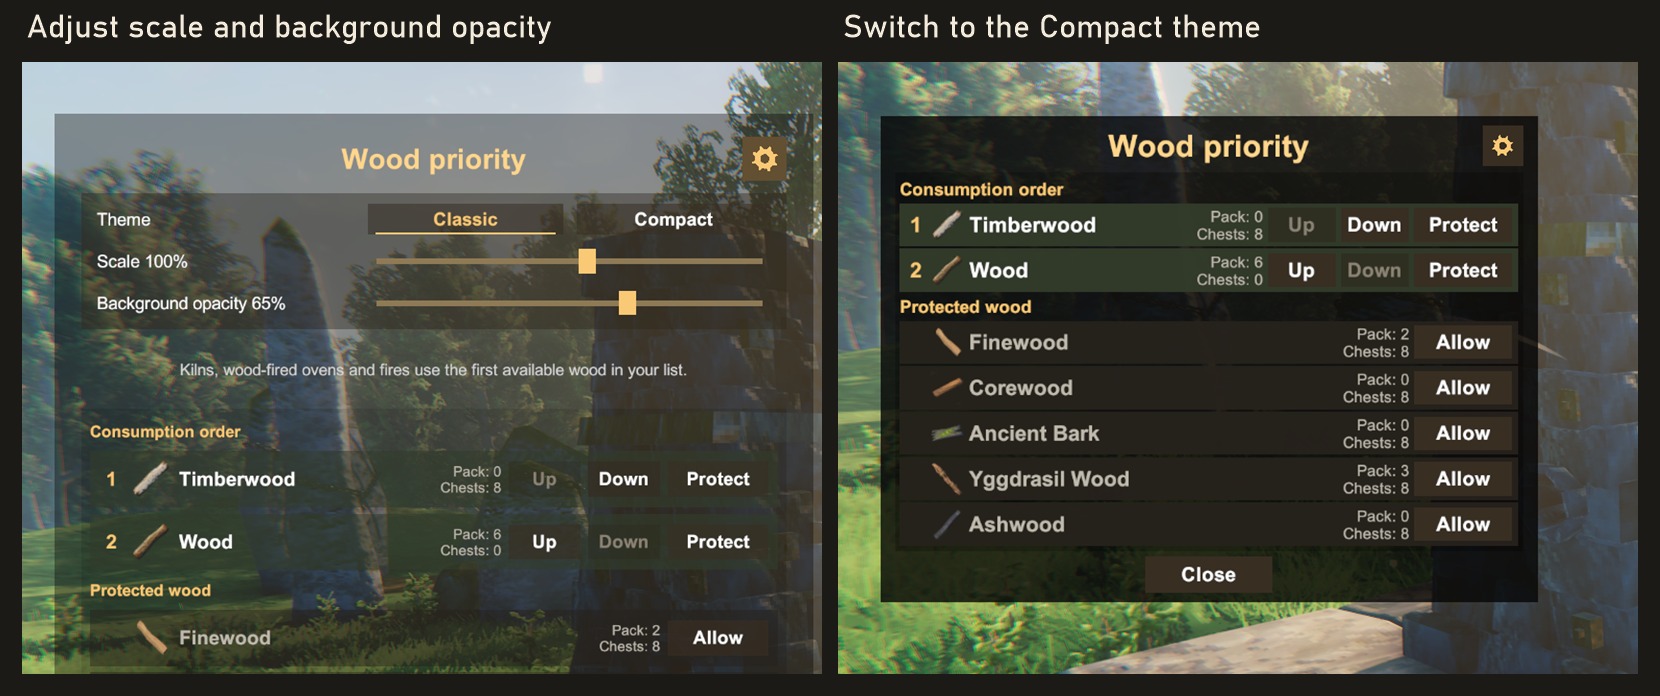 Adjust scale and background opacity
Wood priority
Theme
Classic
Compact
Scale 100%
Background opacity 65%
Kilns, wood-fired ovens and fires use the first available wood in your list.
Consumption order
1 Timberwood Pack: 0 Chests: 8 Up Down Protect
2 Wood Pack: 6 Chests: 0 Up Down Protect
Protected wood
Finewood Pack: 2 Chests: 8 Allow
Switch to the Compact theme
Wood priority
Consumption order
1 Timberwood Pack: 0 Chests: 8 Up Down Protect
2 Wood Pack: 6 Chests: 0 Up Down Protect
Protected wood
Finewood Pack: 2 Chests: 8 Allow
Corewood Pack: 0 Chests: 8 Allow
Ancient Bark Pack: 0 Chests: 8 Allow
Yggdrasil Wood Pack: 3 Chests: 8 Allow
Ashwood Pack: 0 Chests: 8 Allow
Close